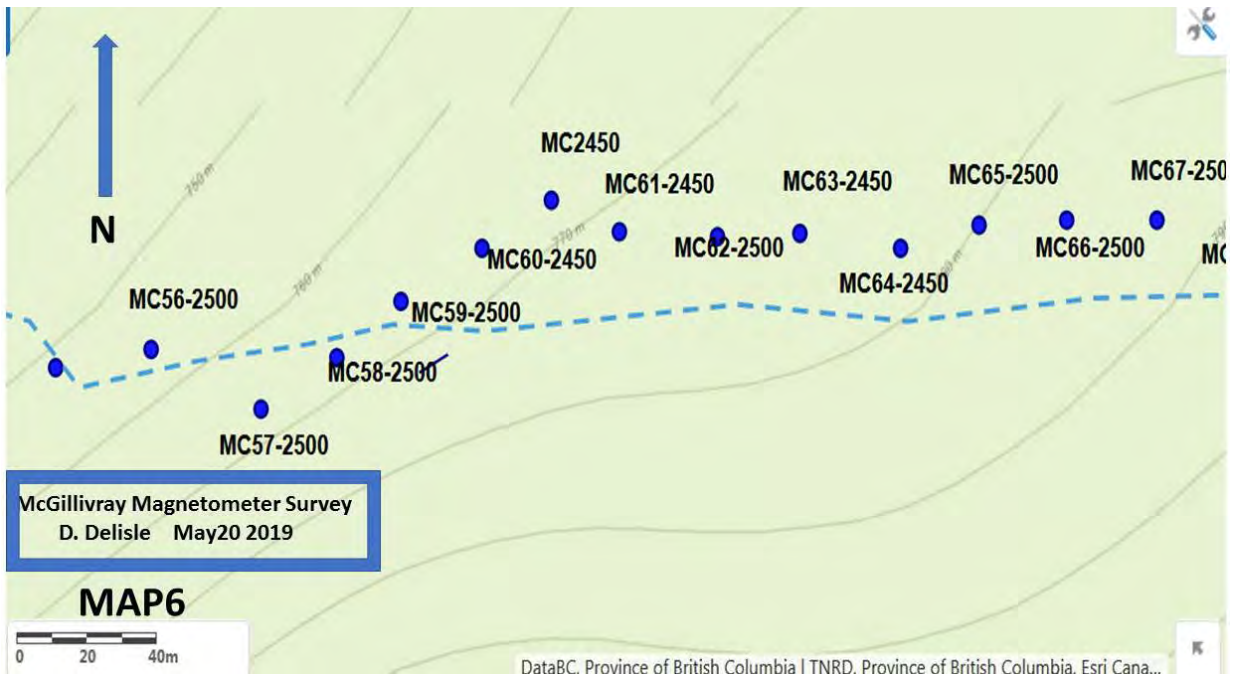 MC2450
MC61-2450
MC63-2450
MC65-2500
MC67-250
750 m
N
770 m
MC62-2500
MC66-2500
MC
MC60-2450
760 m
MC64-2450
MC56-2500
MC59-2500
MC58-2500
MC57-2500
McGillivray Magnetometer Survey
D. Delisle May20 2019
MAP6
0 20 40m
DataBC, Province of British Columbia | TNRD, Province of British Columbia, Esri Cana...